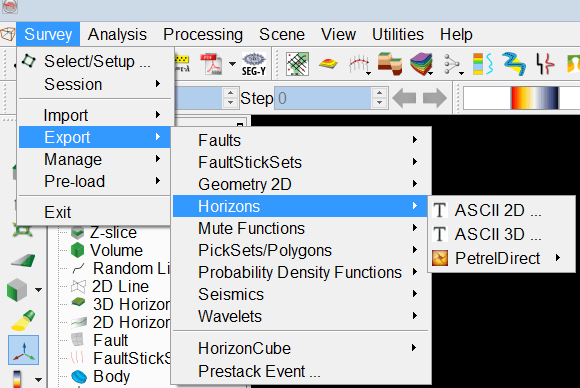 Survey Analysis Processing Scene View Utilities Help
Select/Setup ...
SEG-Y
Session
Step 0
Import
Export
Faults
Manage
FaultStickSets
Pre-load
Geometry 2D
Horizons
ASCII 2D ...
Exit
Mute Functions
ASCII 3D ...
Z-slice
PickSets/Polygons
PetrelDirect
Volume
Probability Density Functions
Random Li
2D Line
Seismics
3D Horizon
Wavelets
2D Horizon
Fault
HorizonCube
FaultStickS
Prestack Event ...
Body